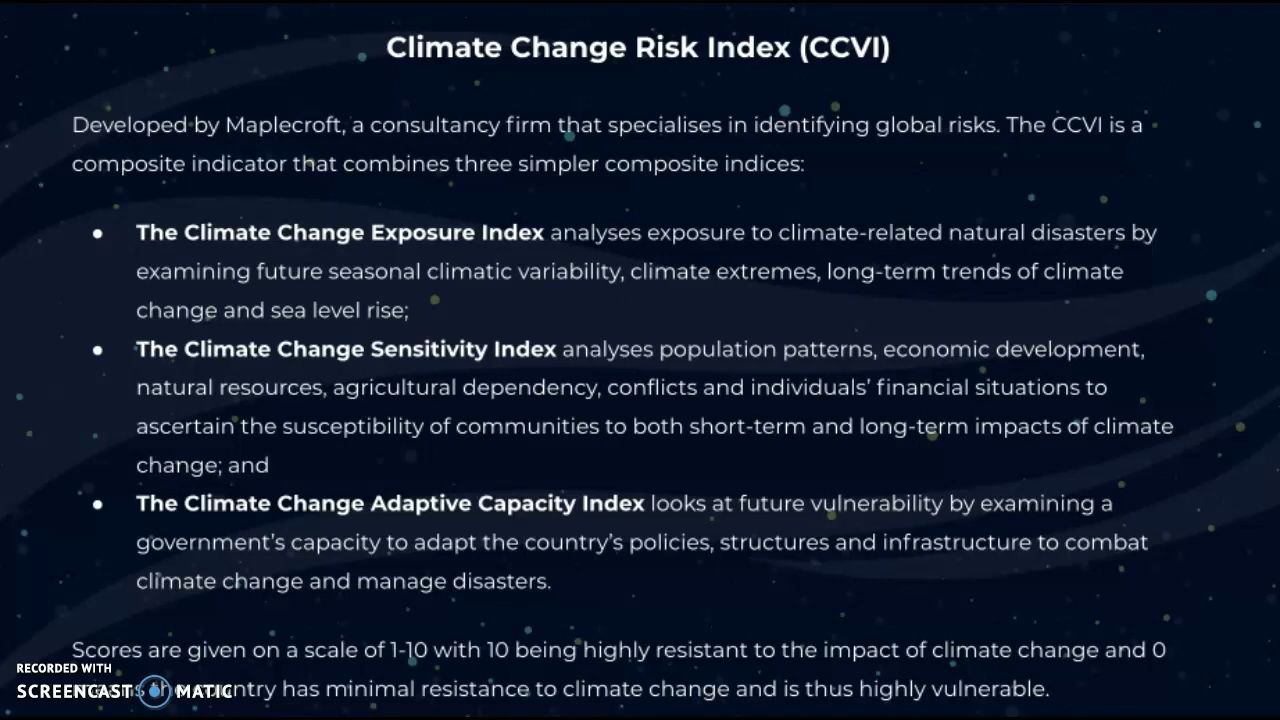 Climate Change Risk Index (CCVI)
Developed by Maplecroft, a consultancy firm that specialises in identifying global risks. The CCVI is a
composite indicator that combines three simpler composite indices:
● The Climate Change Exposure Index analyses exposure to climate-related natural disasters by
examining future seasonal climatic variability, climate extremes, long-term trends of climate
change and sea level rise;
● The Climate Change Sensitivity Index analyses population patterns, economic development,
natural resources, agricultural dependency, conflicts and individuals’ financial situations to
ascertain the susceptibility of communities to both short-term and long-term impacts of climate
change; and
● The Climate Change Adaptive Capacity Index looks at future vulnerability by examining a
government’s capacity to adapt the country’s policies, structures and infrastructure to combat
climate change and manage disasters.
Scores are given on a scale of 1-10 with 10 being highly resistant to the impact of climate change and 0
country has minimal resistance to climate change and is thus highly vulnerable.
RECORDED WITH
SCREENCAST MATIC